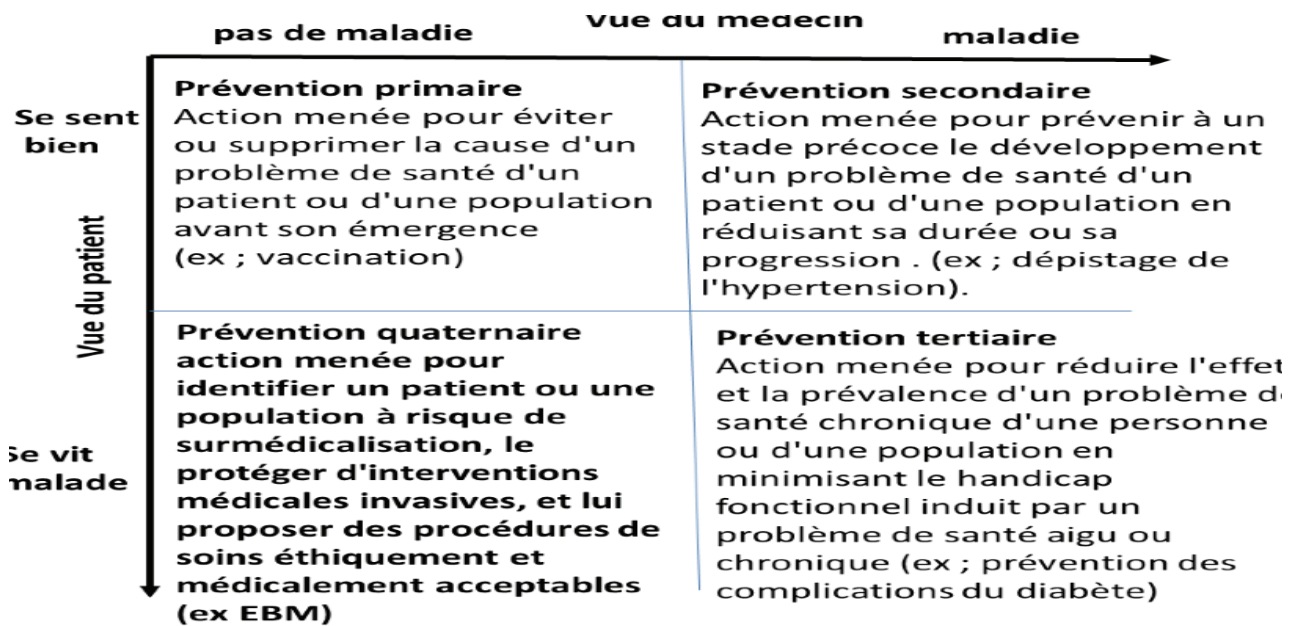 Vue du medecin
pas de maladie
maladie
Se sent
bien
Vue du patient
Se vit
malade
Prévention primaire
Action menée pour éviter
ou supprimer la cause d'un
problème de santé d'un
patient ou d'une population
avant son émergence
(ex ; vaccination)
Prévention secondaire
Action menée pour prévenir à un
stade précoce le développement
d'un problème de santé d'un
patient ou d'une population en
réduisant sa durée ou sa
progression . (ex ; dépistage de
l'hypertension).
Prévention quaternaire
action menée pour
identifier un patient ou une
population à risque de
surmédicalisation, le
protéger d'interventions
médicales invasives, et lui
proposer des procédures de
soins éthiquement et
médicalement acceptables
(ex EBM)
Prévention tertiaire
Action menée pour réduire l'effet
et la prévalence d'un problème de
santé chronique d'une personne
ou d'une population en
minimisant le handicap
fonctionnel induit par un
problème de santé aigu ou
chronique (ex ; prévention des
complications du diabète)